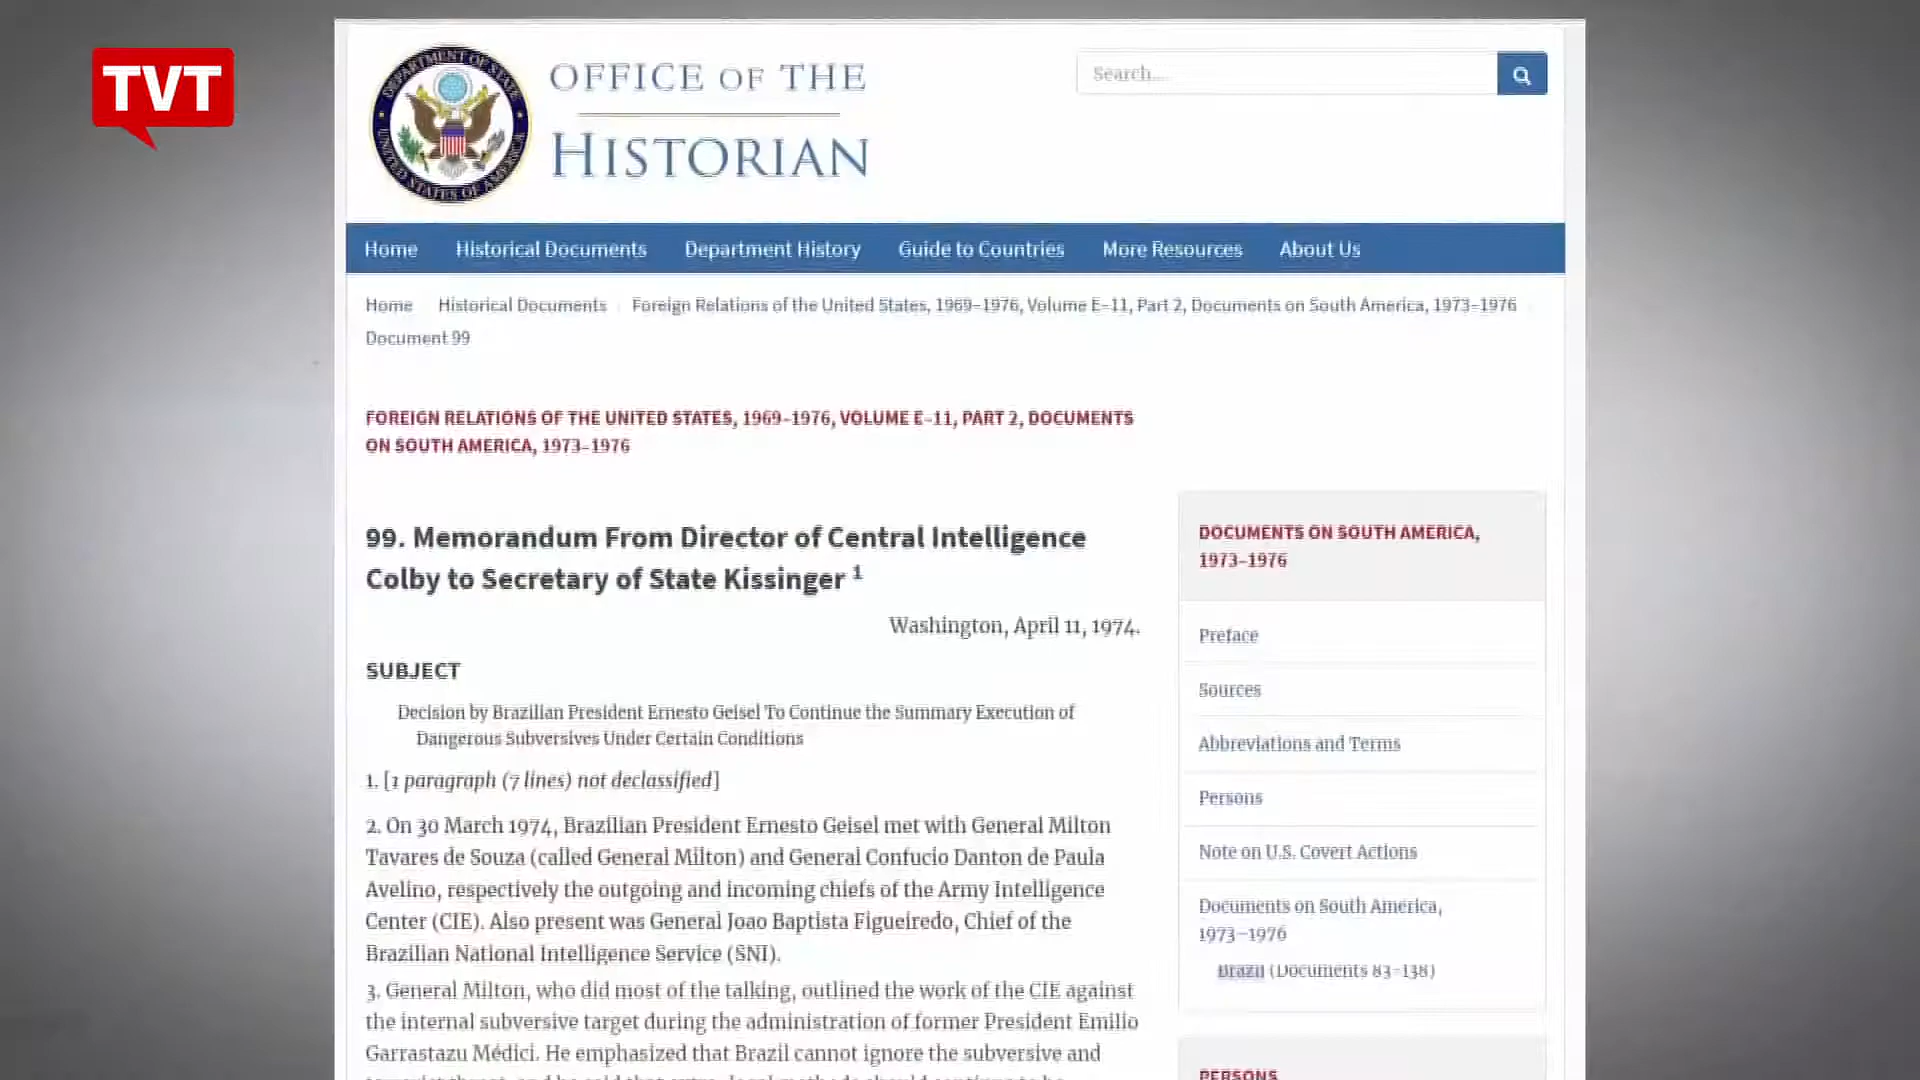 TVT
DEPARTMENT OF STATE
UNITED STATES OF AMERICA
OFFICE OF THE
HISTORIAN
Search...
Home Historical Documents Department History Guide to Countries More Resources About Us
Home Historical Documents Foreign Relations of the United States, 1969–1976, Volume E–11, Part 2, Documents on South America, 1973–1976
Document 99
FOREIGN RELATIONS OF THE UNITED STATES, 1969–1976, VOLUME E–11, PART 2, DOCUMENTS
ON SOUTH AMERICA, 1973–1976
99. Memorandum From Director of Central Intelligence
Colby to Secretary of State Kissinger 1
Washington, April 11, 1974.
SUBJECT
Decision by Brazilian President Ernesto Geisel To Continue the Summary Execution of
Dangerous Subversives Under Certain Conditions
1. [1 paragraph (7 lines) not declassified]
2. On 30 March 1974, Brazilian President Ernesto Geisel met with General Milton
Tavares de Souza (called General Milton) and General Confucio Danton de Paula
Avelino, respectively the outgoing and incoming chiefs of the Army Intelligence
Center (CIE). Also present was General Joao Baptista Figueiredo, Chief of the
Brazilian National Intelligence Service (SNI).
3. General Milton, who did most of the talking, outlined the work of the CIE against
the internal subversive target during the administration of former President Emilio
Garrastazu Médici. He emphasized that Brazil cannot ignore the subversive and
DOCUMENTS ON SOUTH AMERICA,
1973–1976
Preface
Sources
Abbreviations and Terms
Persons
Note on U.S. Covert Actions
Documents on South America,
1973–1976
Brazil (Documents 83–138)
PERSONS